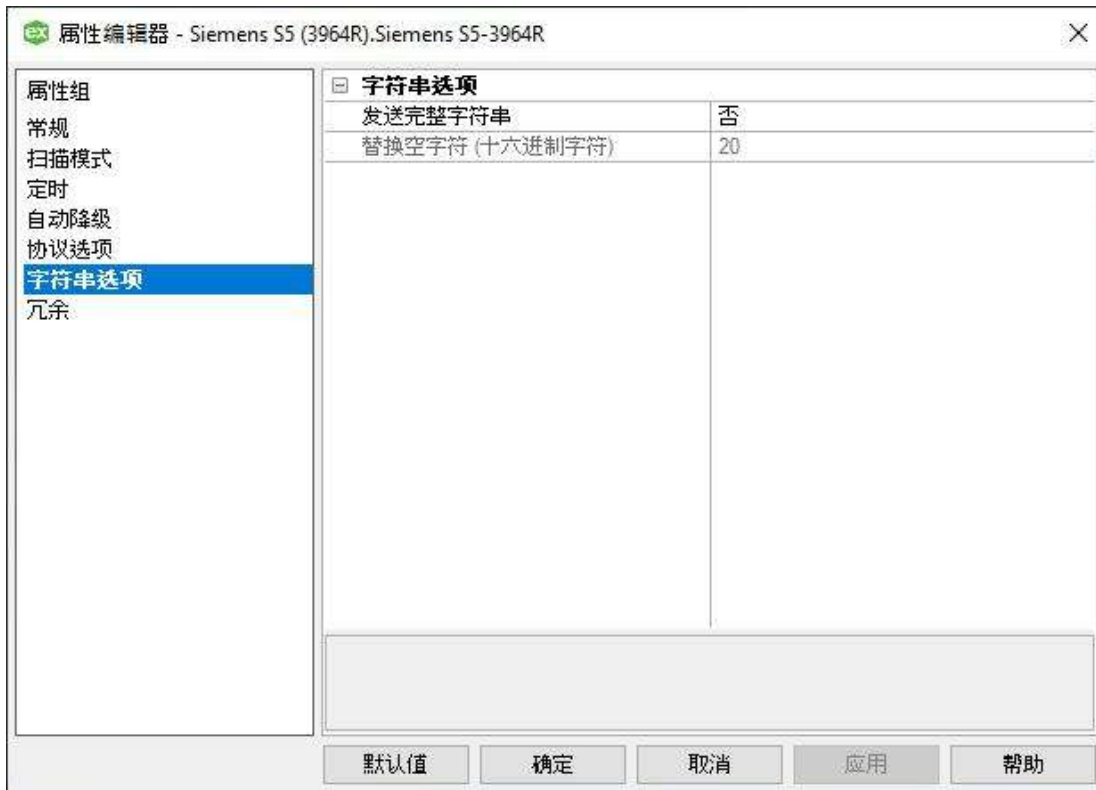 属性编辑器 - Siemens S5 (3964R).Siemens S5-3964R
属性组
常规
扫描模式
定时
自动降级
协议选项
字符串选项
冗余
字符串选项
发送完整字符串 否
替换空字符 (十六进制字符) 20
默认值 确定 取消 应用 帮助